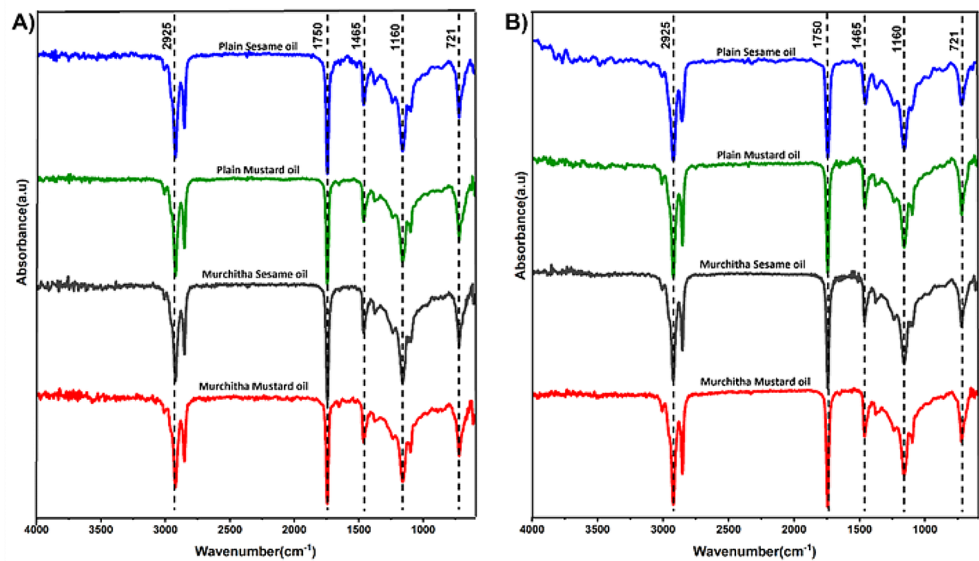 A)
2925
1750
1465
1160
721
Plain Sesame oil
Plain Mustard oil
Murchitha Sesame oil
Murchitha Mustard oil
Absorbance(a.u)
4000
3000
2500
2000
1500
1000
Wavenumber(cm⁻¹)
B)
2925
1750
1465
1160
721
Plain Sesame oil
Plain Mustard oil
Murchitha Sesame oil
Murchitha Mustard oil
Absorbance(a.u)
4000
3500
3000
2500
2000
1500
1000
Wavenumber(cm⁻¹)